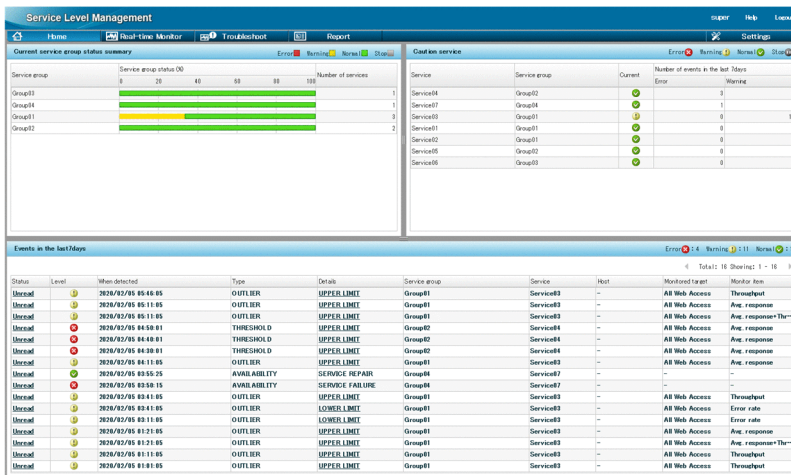 Service Level Management
super Help Logout
Home Real-time Monitor Troubleshoot Report Settings
Current service group status summary Error Warning Normal Stop
Service group Service group status (%) Number of services
0 20 40 60 80 100
Group03 1
Group04 1
Group01 3
Group02 2
Caution service Error Warning Normal Stop
Service Service group Current Number of events in the last 7days
Error Warning
Service04 Group02 3
Service07 Group04 1
Service03 Group01 0 1
Service01 Group01 0
Service02 Group01 0
Service05 Group02 0
Service06 Group03 0
Events in the last7days Error : 4 Warning : 11 Normal :
Total: 16 Showing: 1 - 16
Status Level When detected Type Details Service group Service Host Monitored target Monitor item
Unread 2020/02/05 05:46:05 OUTLIER UPPER LIMIT Group01 Service03 - All Web Access Throughput
Unread 2020/02/05 05:11:05 OUTLIER UPPER LIMIT Group01 Service03 - All Web Access Avg. response
Unread 2020/02/05 05:11:05 OUTLIER UPPER LIMIT Group01 Service03 - All Web Access Avg. response+Thr
Unread 2020/02/05 04:50:01 THRESHOLD UPPER LIMIT Group02 Service04 - All Web Access Avg. response
Unread 2020/02/05 04:40:01 THRESHOLD UPPER LIMIT Group02 Service04 - All Web Access Avg. response
Unread 2020/02/05 04:30:01 THRESHOLD UPPER LIMIT Group02 Service04 - All Web Access Avg. response
Unread 2020/02/05 04:11:05 OUTLIER UPPER LIMIT Group01 Service03 - All Web Access Avg. response
Unread 2020/02/05 03:55:25 AVAILABILITY SERVICE REPAIR Group04 Service07 - - -
Unread 2020/02/05 03:50:15 AVAILABILITY SERVICE FAILURE Group04 Service07 - - -
Unread 2020/02/05 03:41:05 OUTLIER UPPER LIMIT Group01 Service03 - All Web Access Throughput
Unread 2020/02/05 03:41:05 OUTLIER LOWER LIMIT Group01 Service03 - All Web Access Error rate
Unread 2020/02/05 03:11:05 OUTLIER LOWER LIMIT Group01 Service03 - All Web Access Error rate
Unread 2020/02/05 01:21:05 OUTLIER UPPER LIMIT Group01 Service03 - All Web Access Avg. response
Unread 2020/02/05 01:21:05 OUTLIER UPPER LIMIT Group01 Service03 - All Web Access Avg. response+Thr
Unread 2020/02/05 01:11:05 OUTLIER UPPER LIMIT Group01 Service03 - All Web Access Throughput
Unread 2020/02/05 01:01:05 OUTLIER UPPER LIMIT Group01 Service03 - All Web Access Throughput